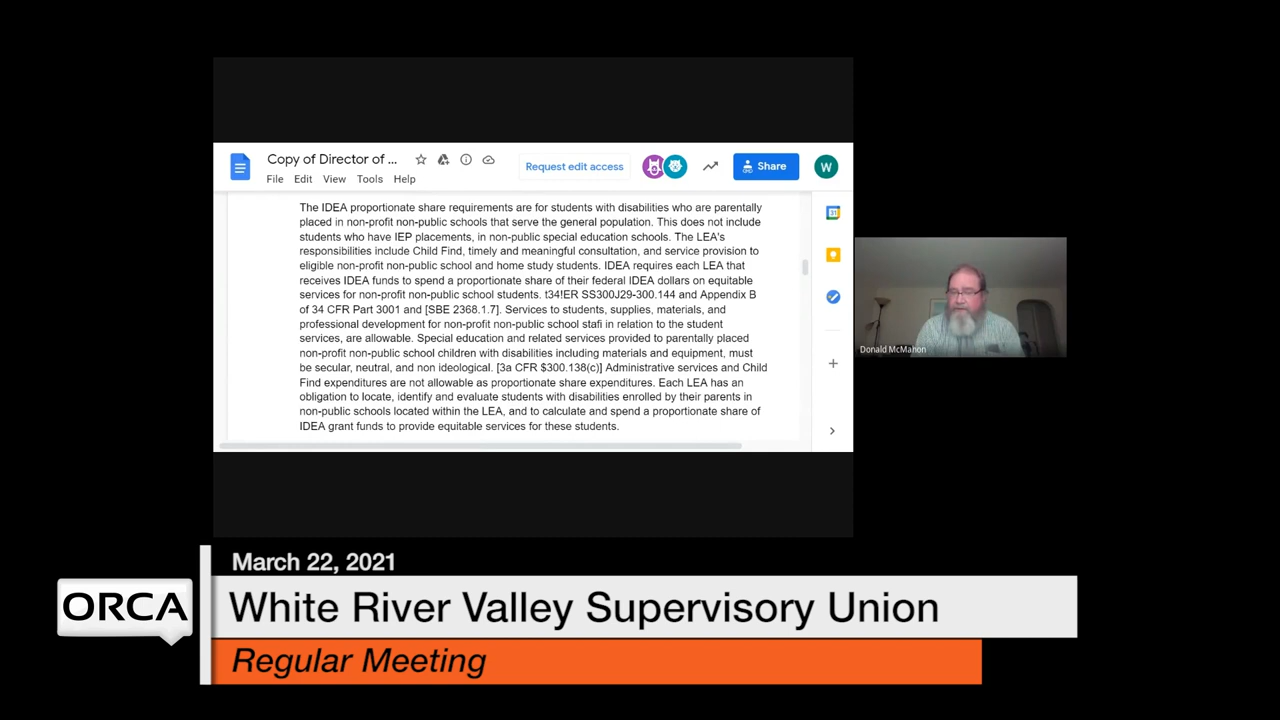 Copy of Director of ...
Request edit access
Share
W
File Edit View Tools Help
The IDEA proportionate share requirements are for students with disabilities who are parentally
placed in non-profit non-public schools that serve the general population. This does not include
students who have IEP placements, in non-public special education schools. The LEA's
responsibilities include Child Find, timely and meaningful consultation, and service provision to
eligible non-profit non-public school and home study students. IDEA requires each LEA that
receives IDEA funds to spend a proportionate share of their federal IDEA dollars on equitable
services for non-profit non-public school students. t34!ER SS300J29-300.144 and Appendix B
of 34 CFR Part 3001 and [SBE 2368.1.7]. Services to students, supplies, materials, and
professional development for non-profit non-public school stafi in relation to the student
services, are allowable. Special education and related services provided to parentally placed
non-profit non-public school children with disabilities including materials and equipment, must
be secular, neutral, and non ideological. [3a CFR $300.138(c)] Administrative services and Child
Find expenditures are not allowable as proportionate share expenditures. Each LEA has an
obligation to locate, identify and evaluate students with disabilities enrolled by their parents in
non-public schools located within the LEA, and to calculate and spend a proportionate share of
IDEA grant funds to provide equitable services for these students.
31
Donald McMahon
March 22, 2021
ORCA
White River Valley Supervisory Union
Regular Meeting